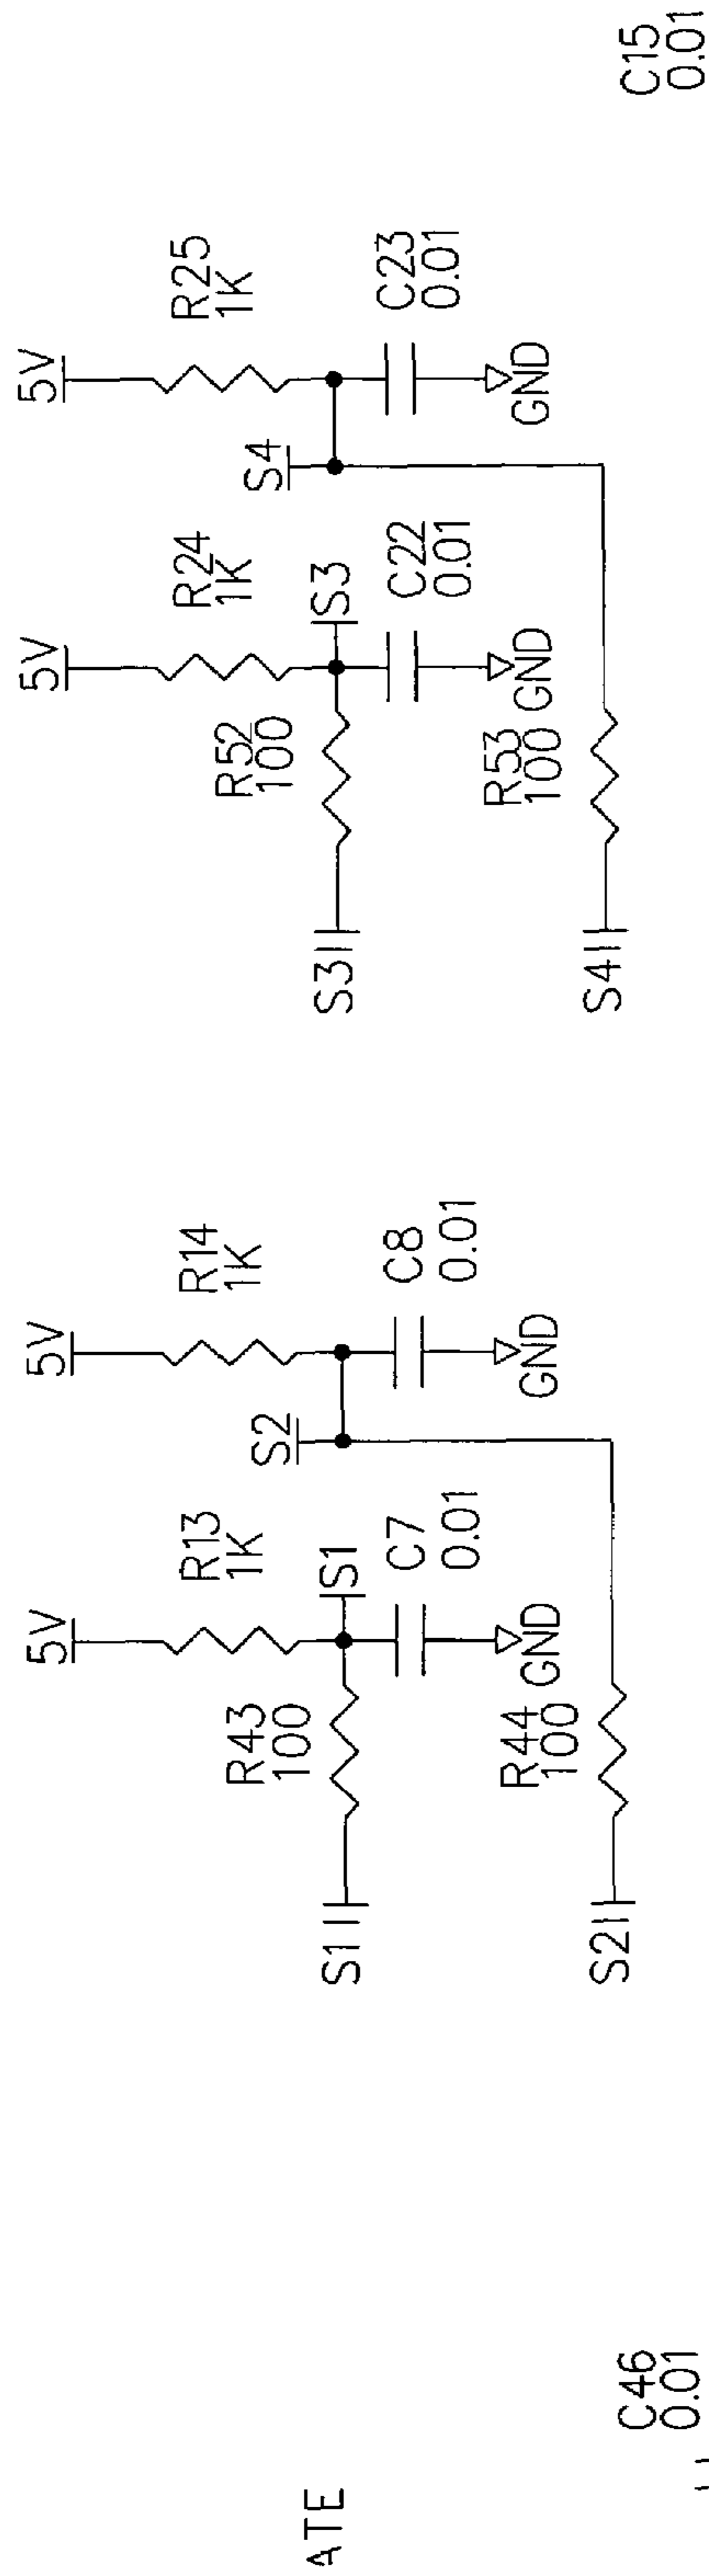 5V
R25
1K
S4
C23
0.01
GND
5V
R24
1K
R52
100
S3
C22
0.01
GND
S3I
R53
100
S4I
C15
0.01
5V
R14
1K
S2
C8
0.01
GND
5V
R13
1K
R43
100
S1
C7
0.01
GND
S1I
R44
100
S2I
C46
0.01
ATE